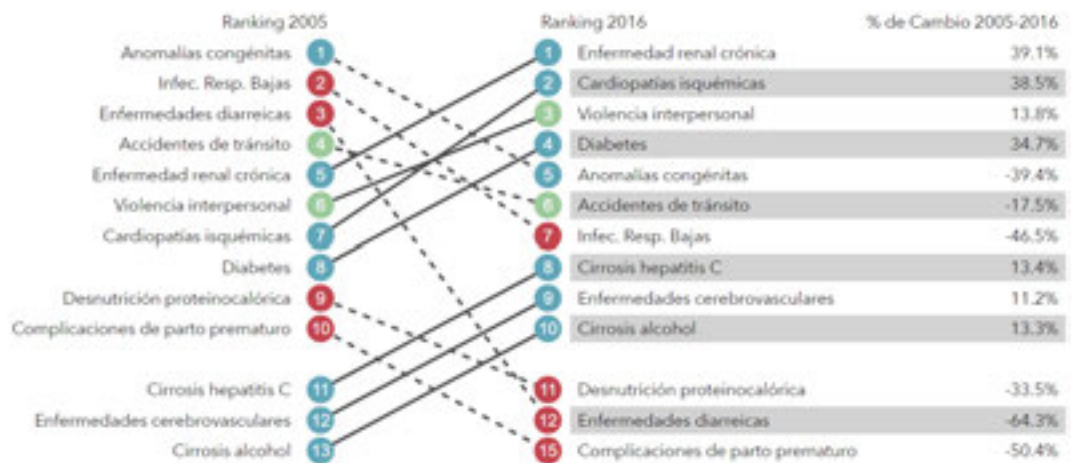 Ranking 2005 Ranking 2016 % de Cambio 2005-2016
Anomalías congénitas 1 1 Enfermedad renal crónica 39.1%
Infec. Resp. Bajas 2 2 Cardiopatías isquémicas 38.5%
Enfermedades diarreicas 3 3 Violencia interpersonal 13.8%
Accidentes de tránsito 4 4 Diabetes 34.7%
Enfermedad renal crónica 5 5 Anomalías congénitas -39.4%
Violencia interpersonal 6 6 Accidentes de tránsito -17.5%
Cardiopatías isquémicas 7 7 Infec. Resp. Bajas -46.5%
Diabetes 8 8 Cirrosis hepatitis C 13.4%
Desnutrición proteinocalórica 9 9 Enfermedades cerebrovasculares 11.2%
Complicaciones de parto prematuro 10 10 Cirrosis alcohol 13.3%
Cirrosis hepatitis C 11 11 Desnutrición proteinocalórica -33.5%
Enfermedades cerebrovasculares 12 12 Enfermedades diarreicas -64.3%
Cirrosis alcohol 13 15 Complicaciones de parto prematuro -50.4%